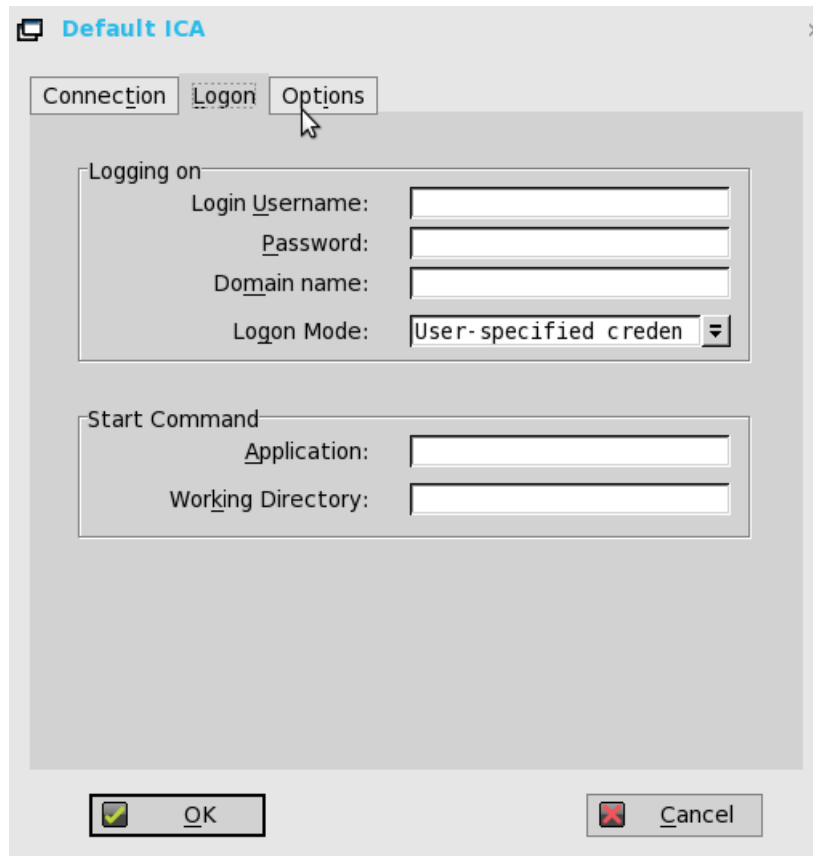 Default ICA
Connection Logon Options
Logging on
Login Username:
Password:
Domain name:
Logon Mode: User-specified creden
Start Command
Application:
Working Directory:
OK Cancel